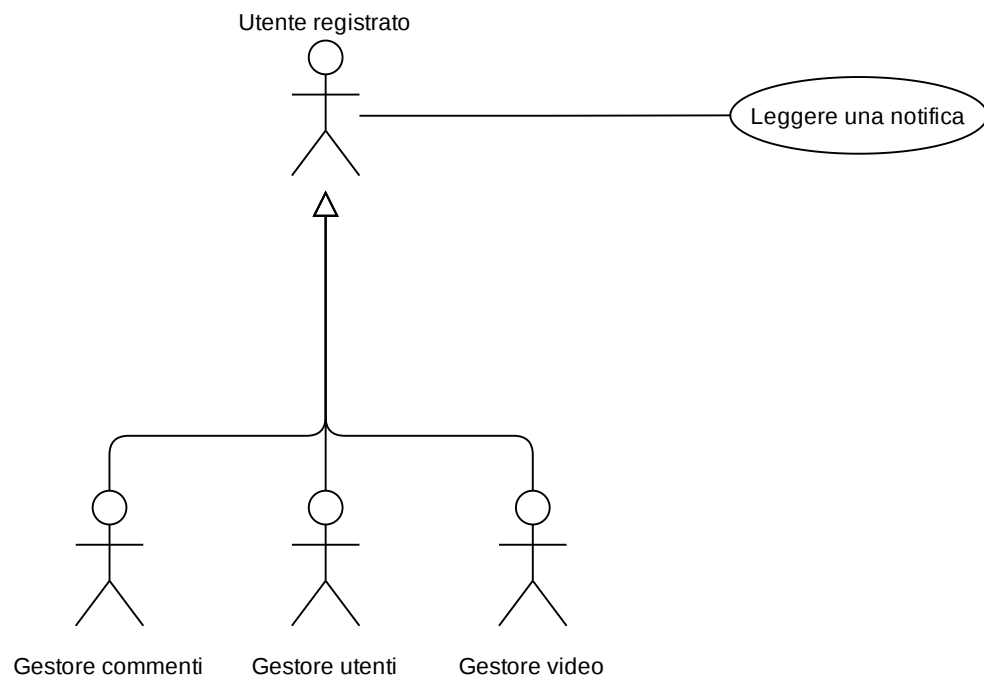 Utente registrato
Leggere una notifica
Gestore commenti
Gestore utenti
Gestore video